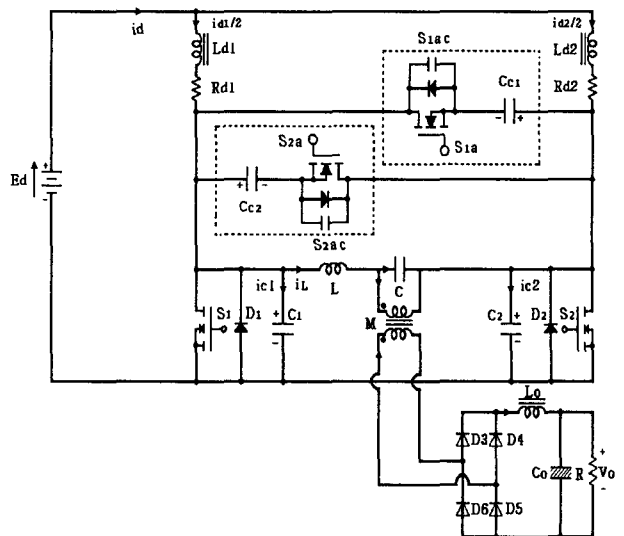 id
id1/2
id2/2
Ld1
Ld2
S1ac
Rd1
Cc1
Rd2
- +
S2a
S1a
Ed
+
-
+ -
Cc2
S2ac
ic1
iL
L
C
ic2
S1
D1
+
C1
-
M
C2
+
-
D2
S2
Lo
D3
D4
Co
R
+
Vo
-
D6
D5